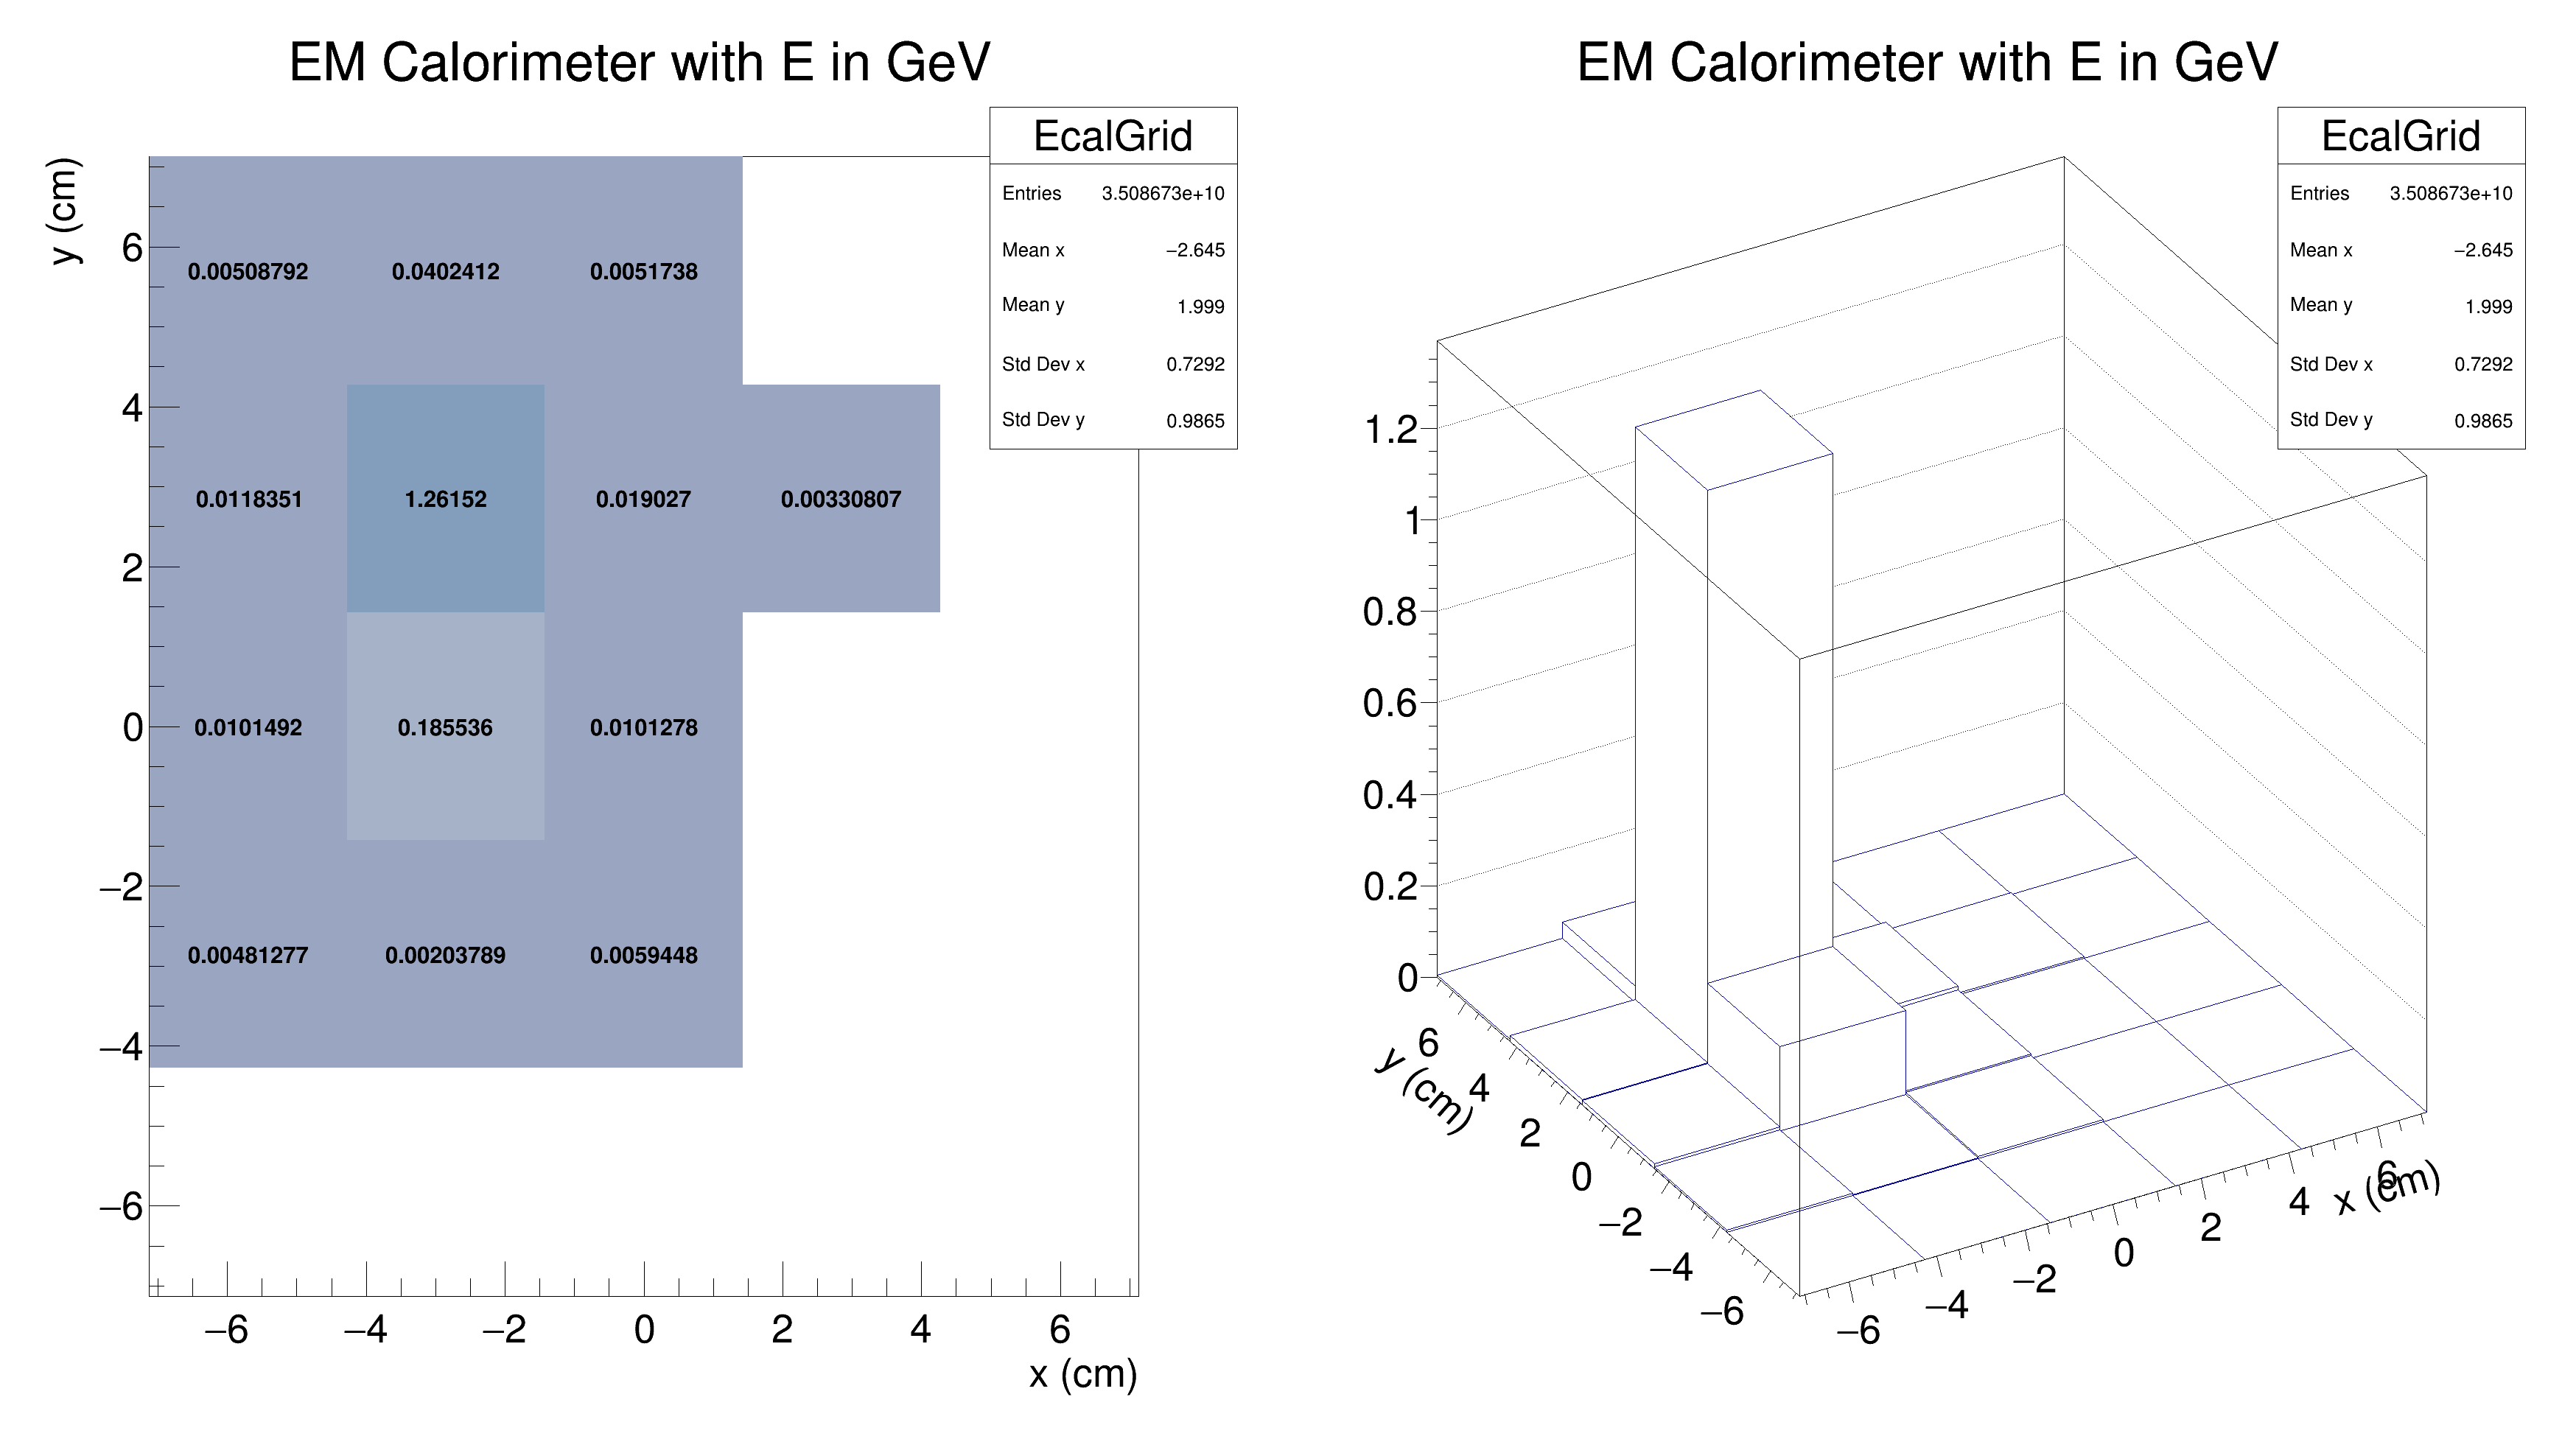 EM Calorimeter with E in GeV
EcalGrid
Entries 3.508673e+10
Mean x −2.645
Mean y 1.999
Std Dev x 0.7292
Std Dev y 0.9865
y (cm)
6
4
2
0
−2
−4
−6
0.00508792 0.0402412 0.0051738
0.0118351 1.26152 0.019027 0.00330807
0.0101492 0.185536 0.0101278
0.00481277 0.00203789 0.0059448
−6 −4 −2 0 2 4 6
x (cm)
EM Calorimeter with E in GeV
EcalGrid
Entries 3.508673e+10
Mean x −2.645
Mean y 1.999
Std Dev x 0.7292
Std Dev y 0.9865
1.2
1
0.8
0.6
0.4
0.2
0
6
4
2
0
−2
−4
−6
y (cm)
−6 −4 −2 0 2 4 6
x (cm)